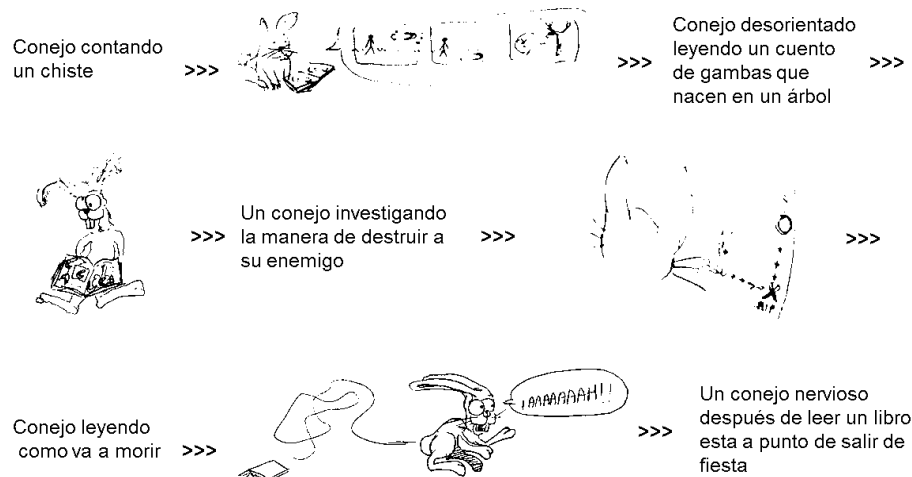 Conejo contando
un chiste
>>>
>>>
Conejo desorientado
leyendo un cuento
de gambas que
nacen en un árbol
>>>
>>>
Un conejo investigando
la manera de destruir a
su enemigo
>>>
RIP
>>>
Conejo leyendo
como va a morir
>>>
¡AAAAAAAH!!
>>>
Un conejo nervioso
después de leer un libro
esta a punto de salir de
fiesta